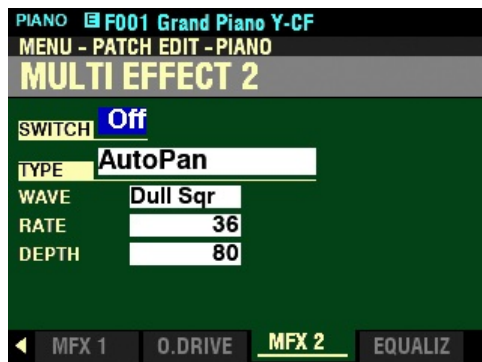 PIANO E F001 Grand Piano Y-CF
MENU - PATCH EDIT - PIANO
MULTI EFFECT 2
SWITCH Off
TYPE AutoPan
WAVE Dull Sqr
RATE 36
DEPTH 80
MFX 1 O.DRIVE MFX 2 EQUALIZ